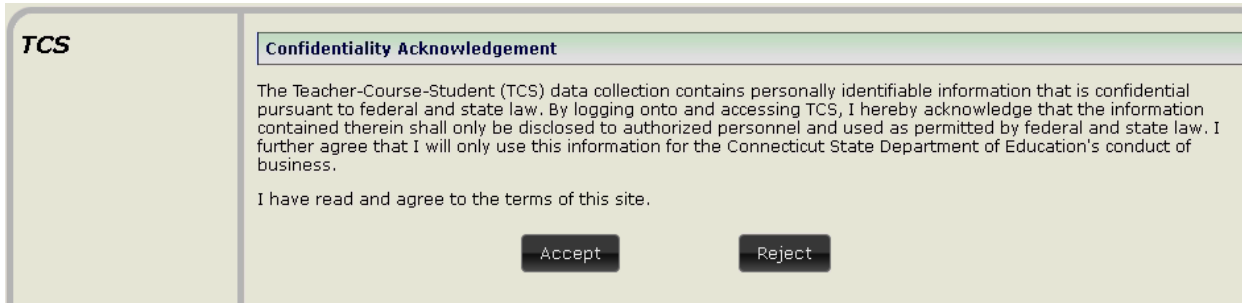 TCS
Confidentiality Acknowledgement
The Teacher-Course-Student (TCS) data collection contains personally identifiable information that is confidential
pursuant to federal and state law. By logging onto and accessing TCS, I hereby acknowledge that the information
contained therein shall only be disclosed to authorized personnel and used as permitted by federal and state law. I
further agree that I will only use this information for the Connecticut State Department of Education's conduct of
business.
I have read and agree to the terms of this site.
Accept
Reject